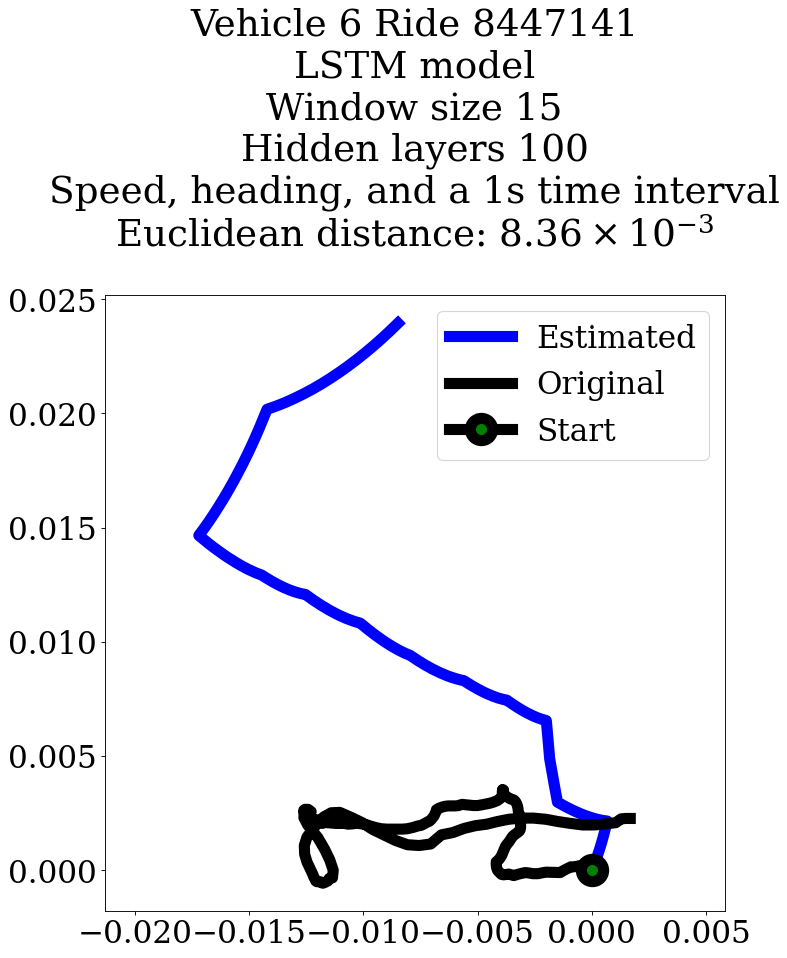 Vehicle 6 Ride 8447141
LSTM model
Window size 15
Hidden layers 100
Speed, heading, and a 1s time interval
Euclidean distance: 8.36 × 10⁻³
0.025
0.020
0.015
0.010
0.005
0.000
Estimated
Original
Start
−0.020 −0.015 −0.010 −0.005 0.000 0.005